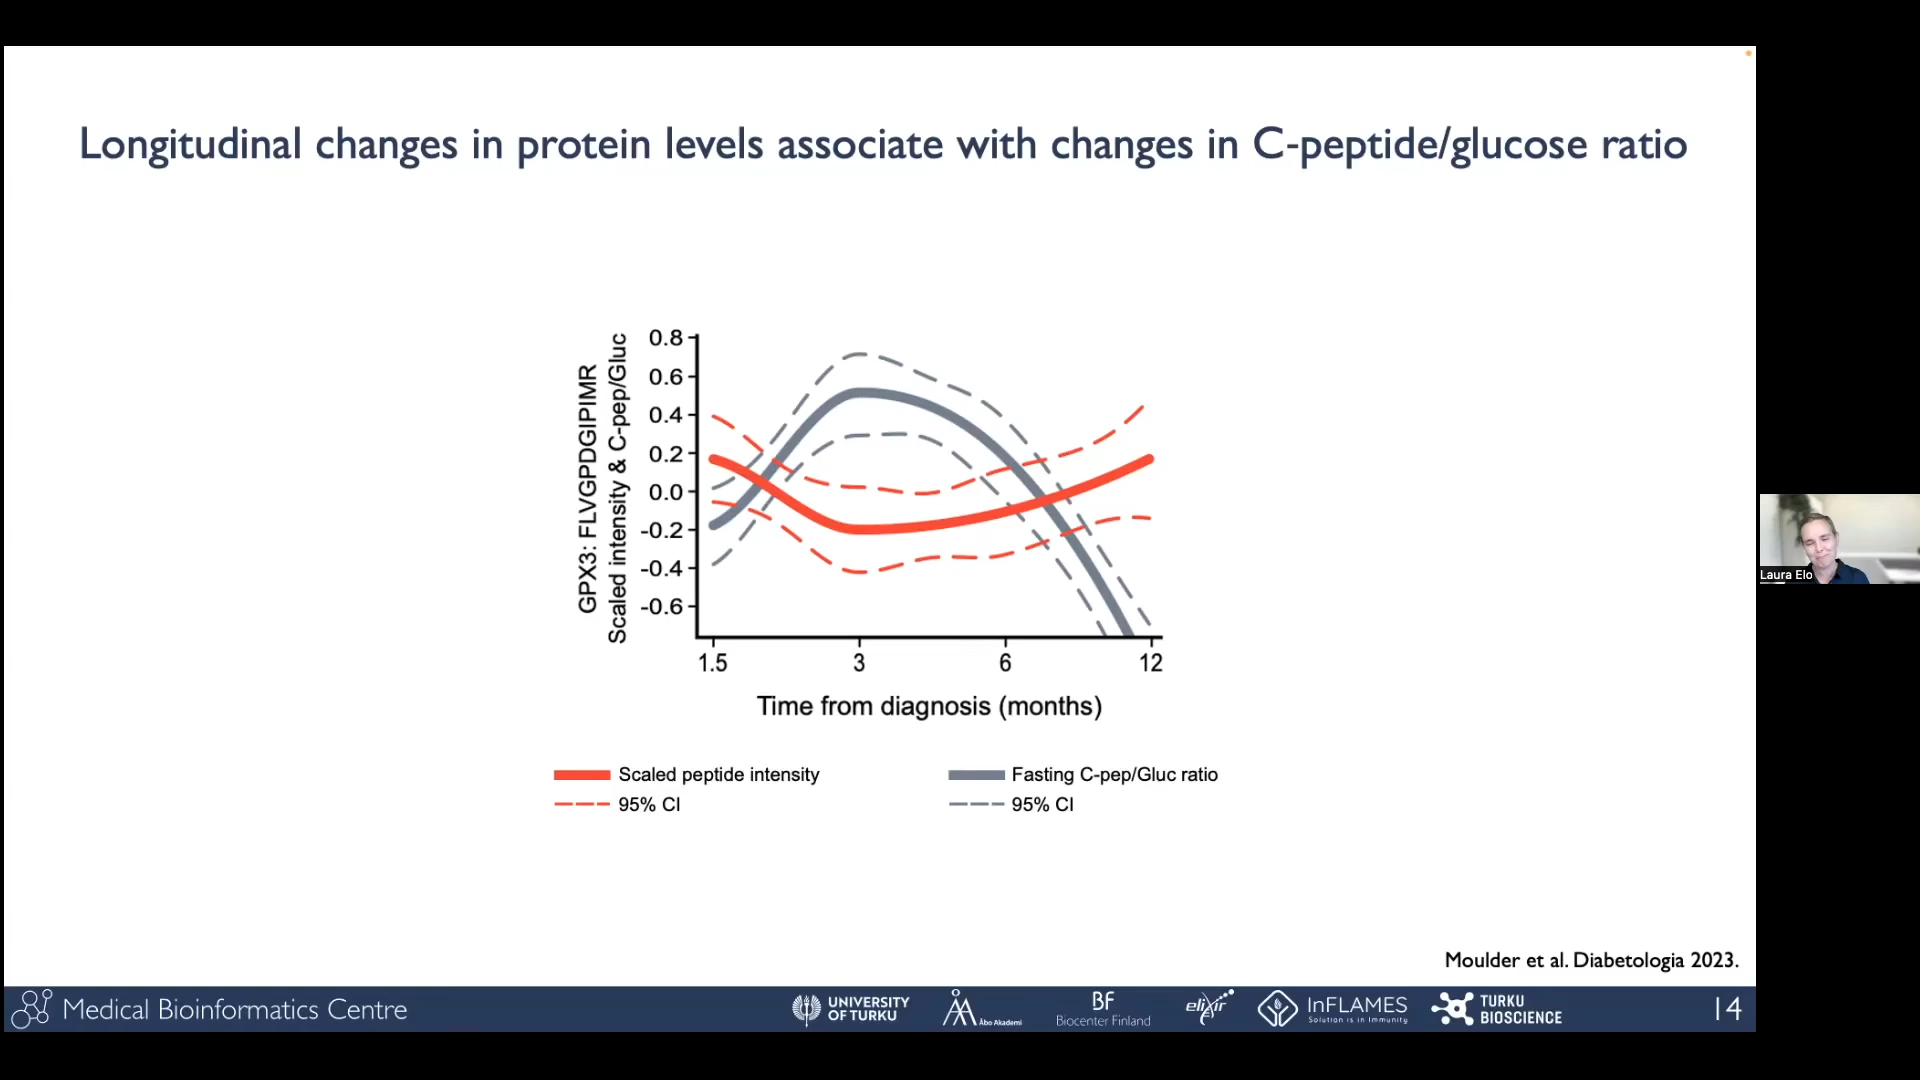 Longitudinal changes in protein levels associate with changes in C-peptide/glucose ratio
GPX3: FLVGPDGIPIMR
Scaled intensity & C-pep/Gluc
0.8
0.6
0.4
0.2
0.0
-0.2
-0.4
-0.6
1.5 3 6 12
Time from diagnosis (months)
Scaled peptide intensity
95% CI
Fasting C-pep/Gluc ratio
95% CI
Laura Elo
Moulder et al. Diabetologia 2023.
Medical Bioinformatics Centre
UNIVERSITY
OF TURKU
Åbo Akademi
BF
Biocenter Finland
elixir
InFLAMES
Solution is in Immunity
TURKU
BIOSCIENCE
14